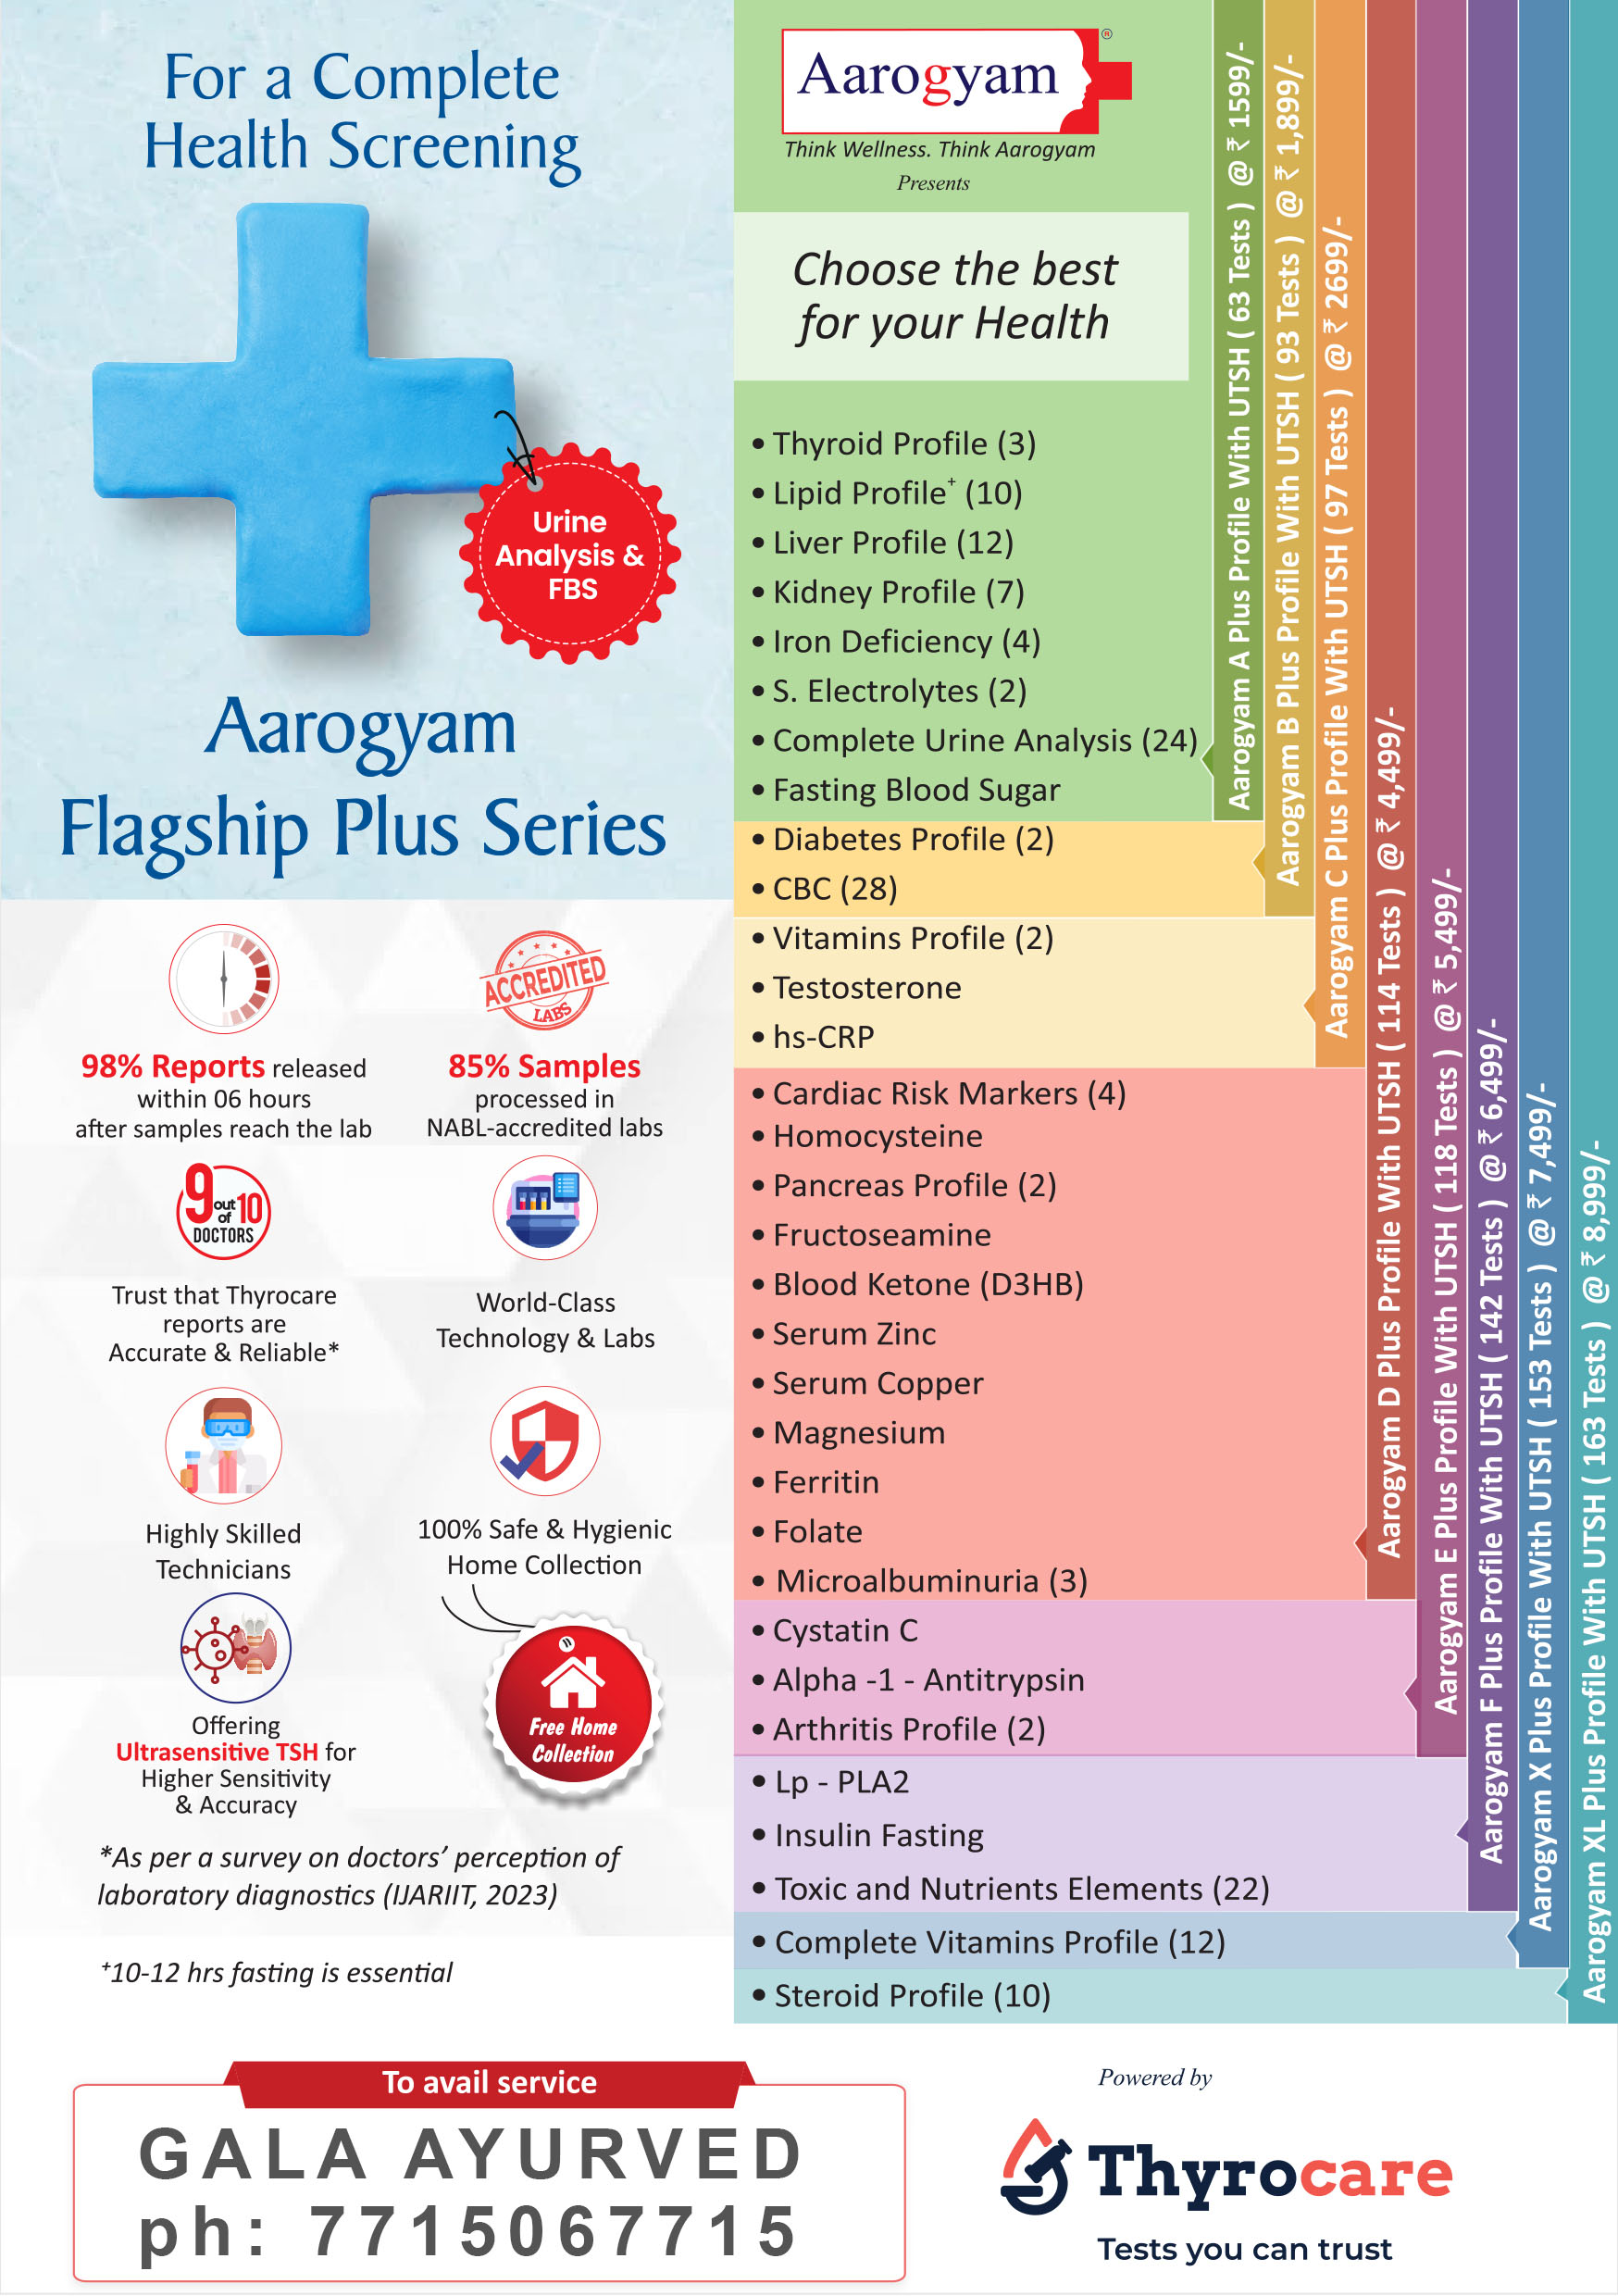 For a Complete
Health Screening
Urine
Analysis &
FBS
Aarogyam
Flagship Plus Series
98% Reports released
within 06 hours
after samples reach the lab
ACCREDITED
LABS
85% Samples
processed in
NABL-accredited labs
9 out of 10
DOCTORS
Trust that Thyrocare
reports are
Accurate & Reliable*
World-Class
Technology & Labs
Highly Skilled
Technicians
100% Safe & Hygienic
Home Collection
Offering
Ultrasensitive TSH for
Higher Sensitivity
& Accuracy
Free Home
Collection
*As per a survey on doctors’ perception of
laboratory diagnostics (IJARIIT, 2023)
+10-12 hrs fasting is essential
Aarogyam ®
Think Wellness. Think Aarogyam
Presents
Choose the best
for your Health
• Thyroid Profile (3)
• Lipid Profile+ (10)
• Liver Profile (12)
• Kidney Profile (7)
• Iron Deficiency (4)
• S. Electrolytes (2)
• Complete Urine Analysis (24)
• Fasting Blood Sugar
• Diabetes Profile (2)
• CBC (28)
• Vitamins Profile (2)
• Testosterone
• hs-CRP
• Cardiac Risk Markers (4)
• Homocysteine
• Pancreas Profile (2)
• Fructoseamine
• Blood Ketone (D3HB)
• Serum Zinc
• Serum Copper
• Magnesium
• Ferritin
• Folate
• Microalbuminuria (3)
• Cystatin C
• Alpha -1 - Antitrypsin
• Arthritis Profile (2)
• Lp - PLA2
• Insulin Fasting
• Toxic and Nutrients Elements (22)
• Complete Vitamins Profile (12)
• Steroid Profile (10)
Aarogyam A Plus Profile With UTSH ( 63 Tests ) @ ₹ 1599/-
Aarogyam B Plus Profile With UTSH ( 93 Tests ) @ ₹ 1,899/-
Aarogyam C Plus Profile With UTSH ( 97 Tests ) @ ₹ 2699/-
Aarogyam D Plus Profile With UTSH ( 114 Tests ) @ ₹ 4,499/-
Aarogyam E Plus Profile With UTSH ( 118 Tests ) @ ₹ 5,499/-
Aarogyam F Plus Profile With UTSH ( 142 Tests ) @ ₹ 6,499/-
Aarogyam X Plus Profile With UTSH ( 153 Tests ) @ ₹ 7,499/-
Aarogyam XL Plus Profile With UTSH ( 163 Tests ) @ ₹ 8,999/-
To avail service
GALA AYURVED
ph: 7715067715
Powered by
Thyrocare
Tests you can trust